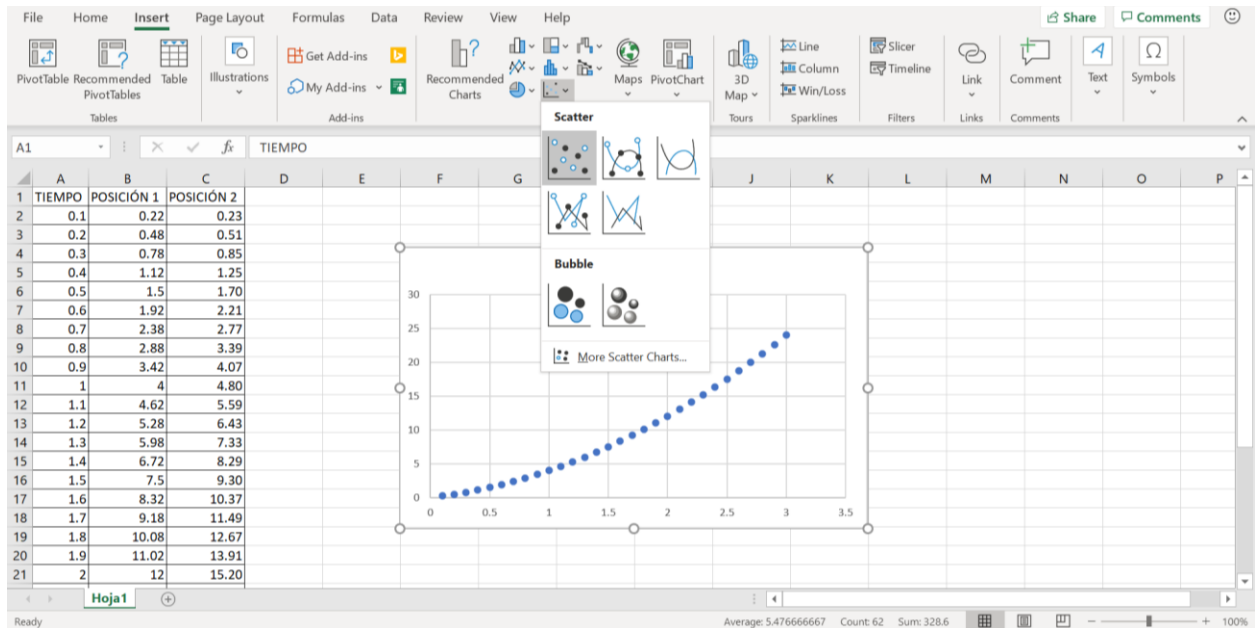 File Home Insert Page Layout Formulas Data Review View Help Share Comments
PivotTable Recommended PivotTables Table
Illustrations
Get Add-ins
My Add-ins
Recommended Charts
Maps PivotChart
3D Map
Line
Column
Win/Loss
Slicer
Timeline
Link
Comment
Text
Symbols
Tables Add-ins Tours Sparklines Filters Links Comments
Scatter
Bubble
More Scatter Charts...
A1 fx TIEMPO
A B C D E F G J K L M N O P
1 TIEMPO POSICIÓN 1 POSICIÓN 2
2 0.1 0.22 0.23
3 0.2 0.48 0.51
4 0.3 0.78 0.85
5 0.4 1.12 1.25
6 0.5 1.5 1.70
7 0.6 1.92 2.21
8 0.7 2.38 2.77
9 0.8 2.88 3.39
10 0.9 3.42 4.07
11 1 4 4.80
12 1.1 4.62 5.59
13 1.2 5.28 6.43
14 1.3 5.98 7.33
15 1.4 6.72 8.29
16 1.5 7.5 9.30
17 1.6 8.32 10.37
18 1.7 9.18 11.49
19 1.8 10.08 12.67
20 1.9 11.02 13.91
21 2 12 15.20
30
25
20
15
10
5
0
0 0.5 1 1.5 2 2.5 3 3.5
Hoja1
Ready Average: 5.476666667 Count: 62 Sum: 328.6 100%